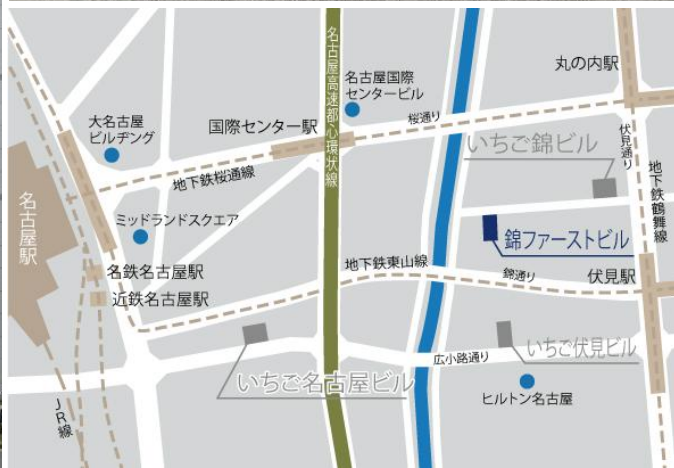 名古屋高速都心環状線
丸の内駅
名古屋国際
センタービル
大名古屋
ビルヂング
国際センター駅
桜通り
伏見通り
いちご錦ビル
地下鉄桜通線
地下鉄鶴舞線
名古屋駅
ミッドランドスクエア
錦ファーストビル
地下鉄東山線
錦通り
伏見駅
名鉄名古屋駅
近鉄名古屋駅
広小路通り
いちご伏見ビル
いちご名古屋ビル
ヒルトン名古屋
JR線